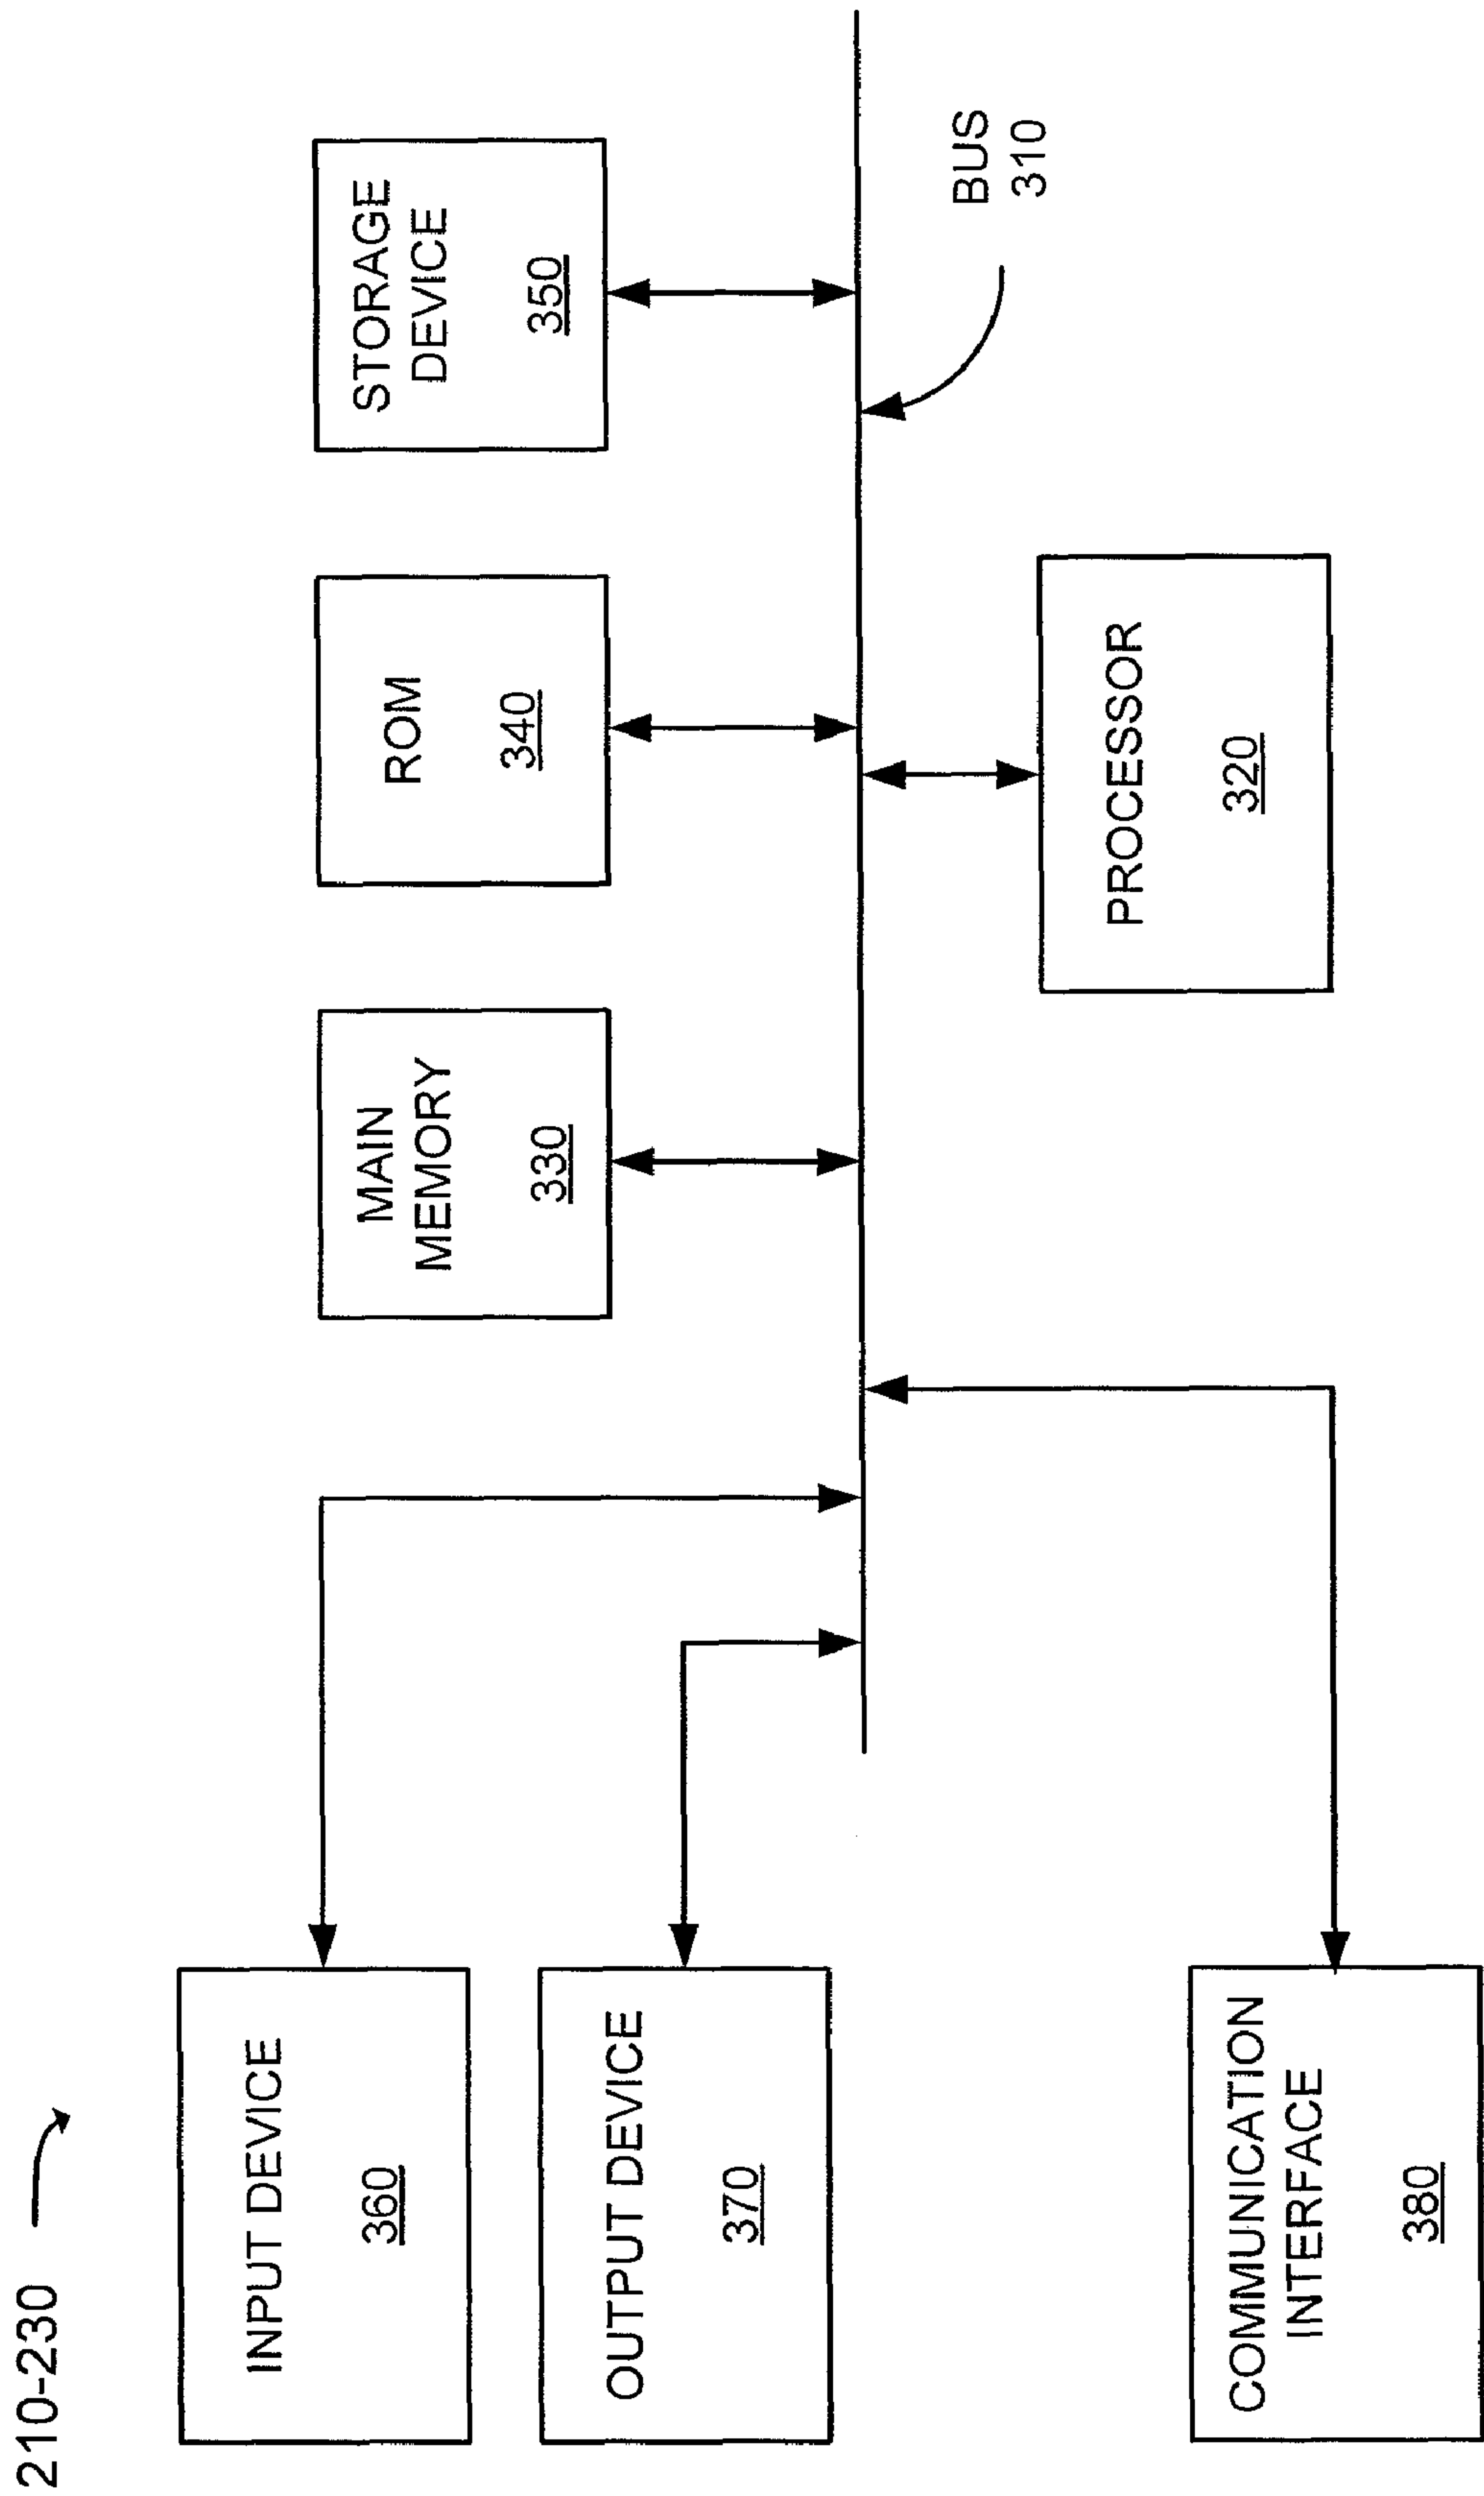 210-230
INPUT DEVICE
360
OUTPUT DEVICE
370
COMMUNICATION
INTERFACE
380
MAIN
MEMORY
330
ROM
340
STORAGE
DEVICE
350
PROCESSOR
320
BUS
310